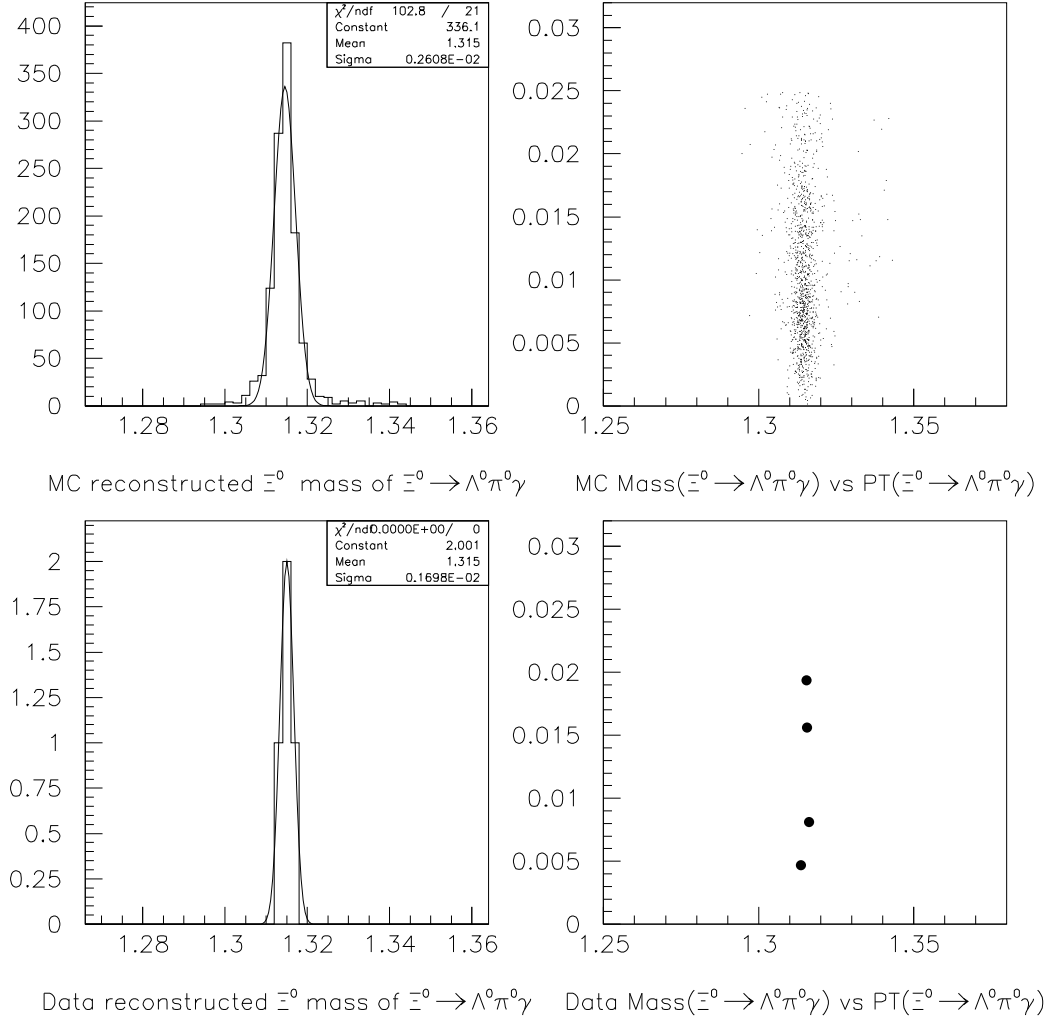 χ²/ndf 102.8 / 21
Constant 336.1
Mean 1.315
Sigma 0.2608E-02
400
350
300
250
200
150
100
50
0
1.28 1.3 1.32 1.34 1.36
MC reconstructed Ξ⁰ mass of Ξ⁰ → Λ⁰π⁰γ
0.03
0.025
0.02
0.015
0.01
0.005
0
1.25 1.3 1.35
MC Mass(Ξ⁰ → Λ⁰π⁰γ) vs PT(Ξ⁰ → Λ⁰π⁰γ)
χ²/ndf 0.0000E+00/ 0
Constant 2.001
Mean 1.315
Sigma 0.1698E-02
2
1.75
1.5
1.25
1
0.75
0.5
0.25
0
1.28 1.3 1.32 1.34 1.36
Data reconstructed Ξ⁰ mass of Ξ⁰ → Λ⁰π⁰γ
0.03
0.025
0.02
0.015
0.01
0.005
0
1.25 1.3 1.35
Data Mass(Ξ⁰ → Λ⁰π⁰γ) vs PT(Ξ⁰ → Λ⁰π⁰γ)